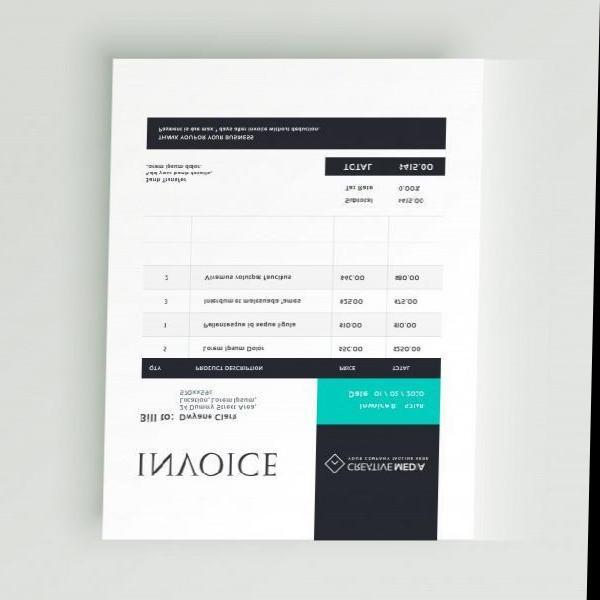 INVOICE
YOUR COMPANY TAGLINE HERE
CREATIVE MEDIA
Bill to: Dwyane Clark
24 Dummy Street Area,
Location, Lorem Ipsum,
570xx59x
Invoice#
Date 01 / 02 / 2020
QTY PRODUCT DESCRIPTION PRICE TOTAL
5 Lorem Ipsum Dolor $50.00 $250.00
1 Pellentesque id neque ligula $10.00 $10.00
3 Interdum et malesuada fames $25.00 $75.00
2 Vivamus volutpat faucibus $40.00 $80.00
Subtotal $415.00
Tax Rate 0.00%
TOTAL $415.00
Bank Transfer
Add your bank details,
Lorem ipsum dolor.
THANK YOU FOR YOUR BUSINESS
Payment is due max 7 days after invoice without deduction.